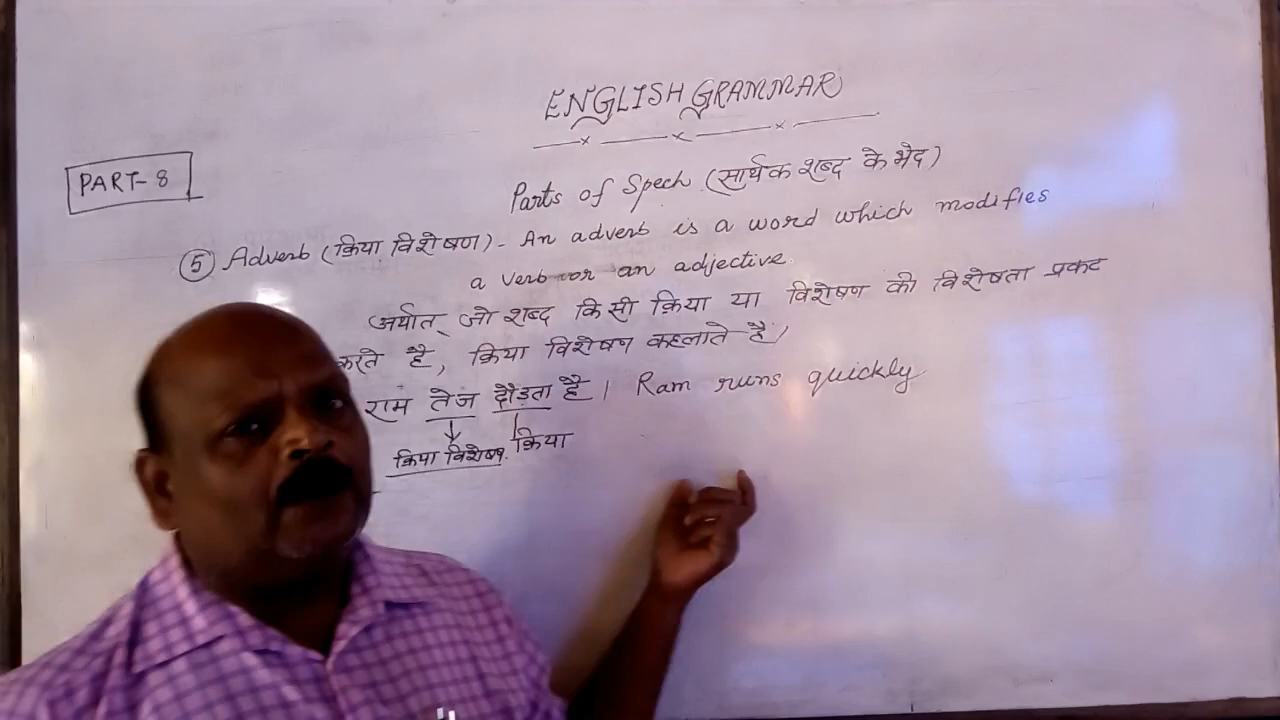 ENGLISH GRAMMAR
PART-8
Parts of Spech (सार्थक शब्द के भेद)
⑤ Adverb (क्रिया विशेषण) - An adverb is a word which modifies
a verb or an adjective.
अर्थात् जो शब्द किसी क्रिया या विशेषण की विशेषता प्रकट
करते है, क्रिया विशेषण कहलाते है।
राम तेज दौड़ता है। Ram runs quickly
क्रिया विशेषण. क्रिया